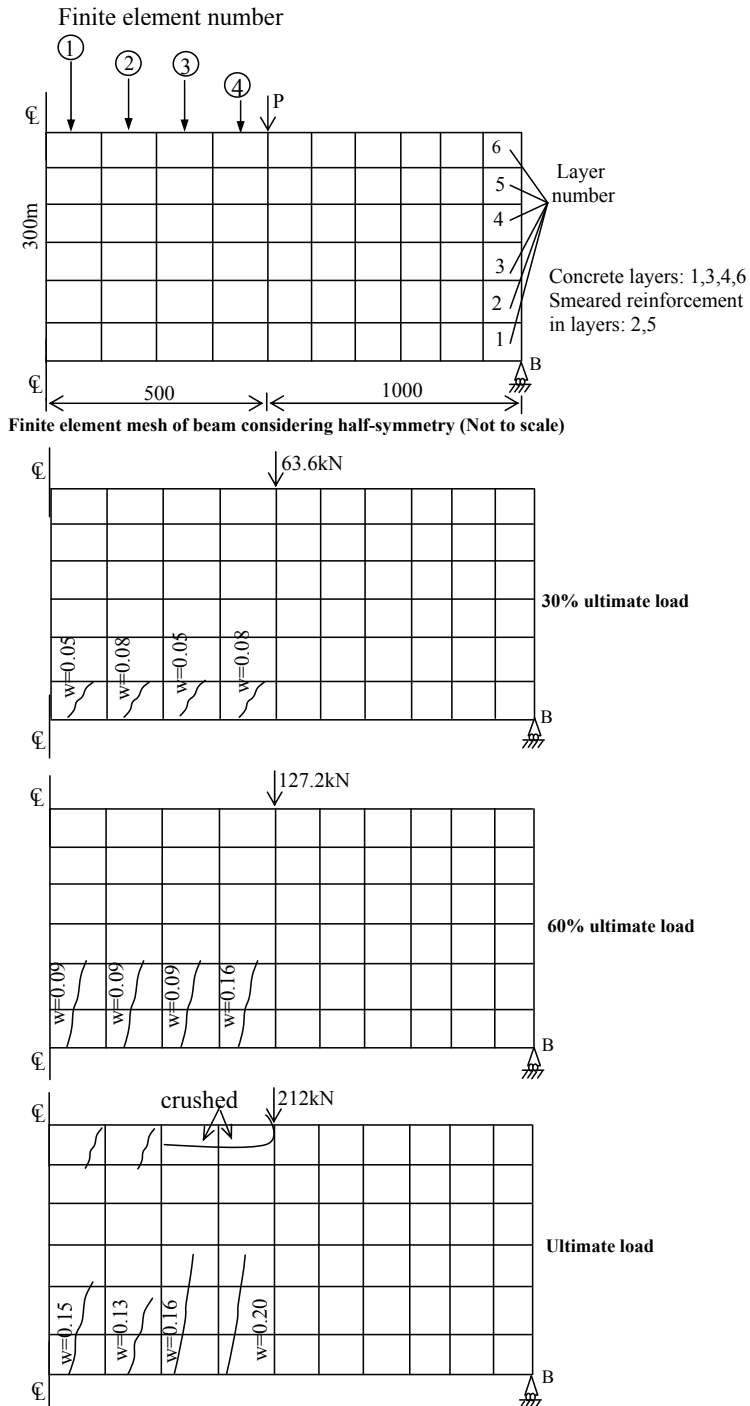 Finite element number
1
2
3
4
P
℄
6
5
4
3
2
1
Layer
number
300m
Concrete layers: 1,3,4,6
Smeared reinforcement
in layers: 2,5
B
℄
500
1000
Finite element mesh of beam considering half-symmetry (Not to scale)
℄
63.6kN
30% ultimate load
w=0.05
w=0.08
w=0.05
w=0.08
B
℄
127.2kN
℄
60% ultimate load
w=0.09
w=0.09
w=0.09
w=0.16
B
℄
℄
crushed
212kN
Ultimate load
w=0.15
w=0.13
w=0.16
w=0.20
B
℄